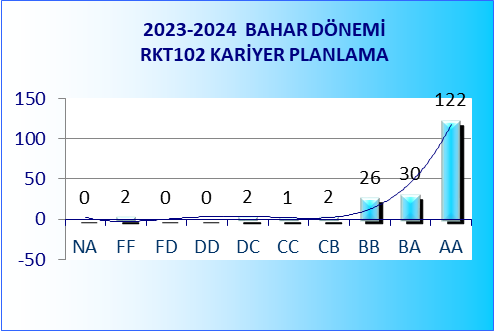 2023-2024 BAHAR DÖNEMİ
RKT102 KARİYER PLANLAMA
150
100
50
0
-50
0 2 0 0 2 1 2 26 30 122
NA FF FD DD DC CC CB BB BA AA